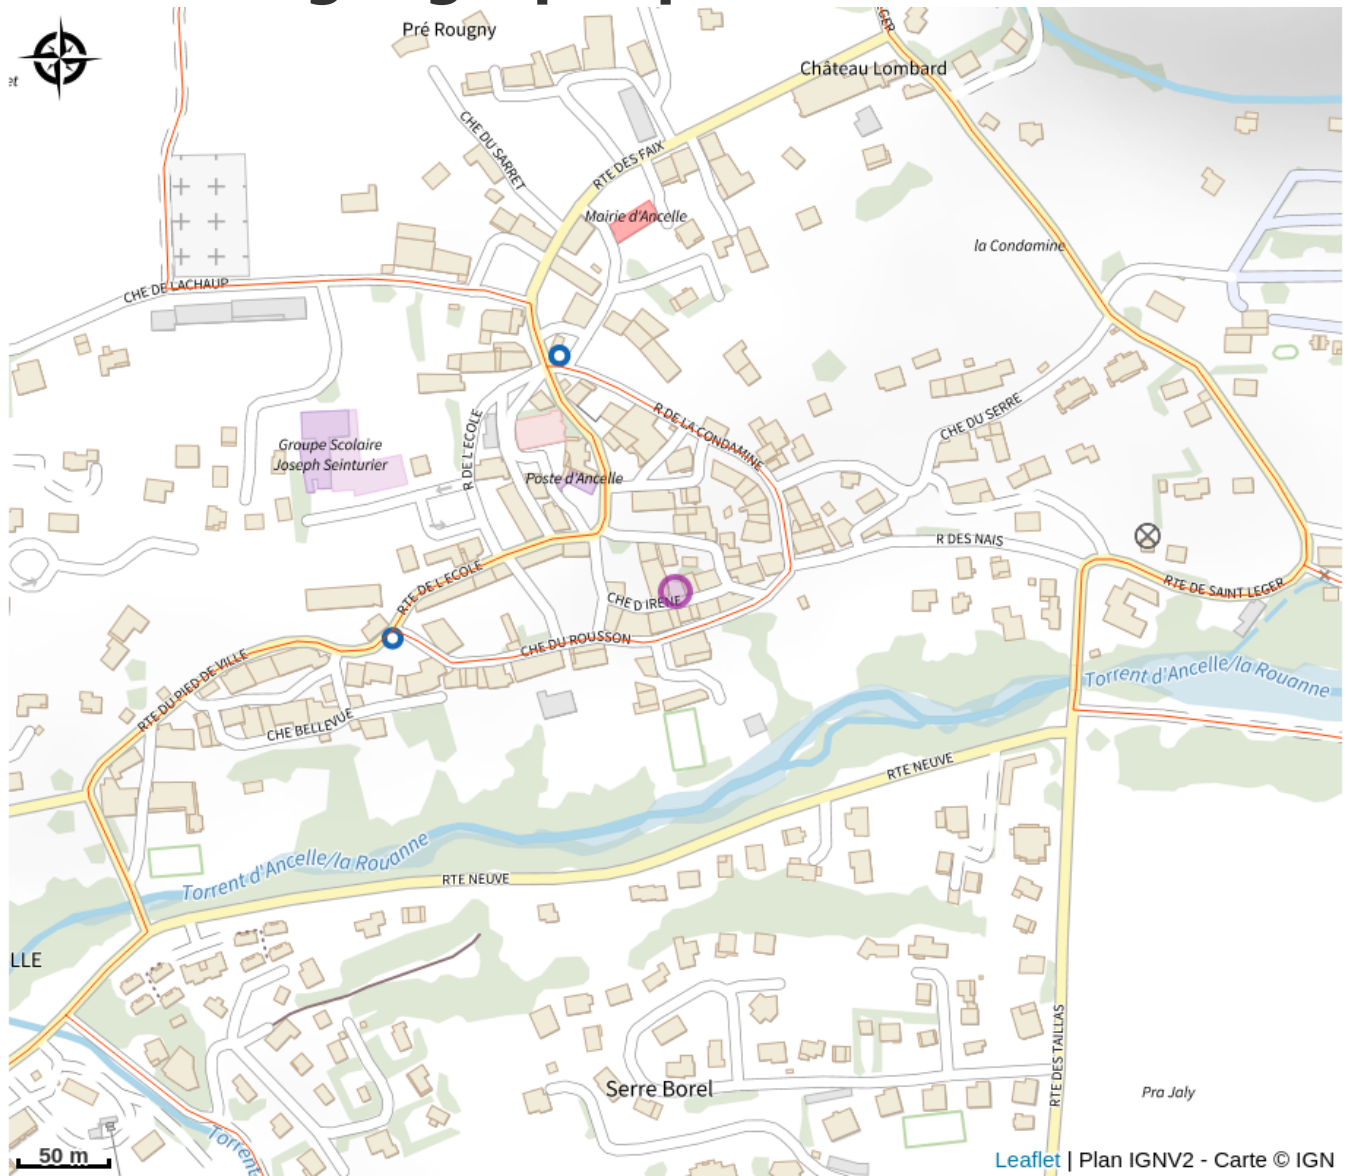 Pré Rougny
Château Lombard
CHE DU SARRET
RTE DES FAIX
Mairie d'Ancelle
la Condamine
CHE DE LACHAUP
R DE LA CONDAMINE
CHE DU SERRE
R DE L'ECOLE
Groupe Scolaire
Joseph Seinturier
Poste d'Ancelle
R DES NAIS
RTE DE L'ECOLE
CHE D'IRENE
RTE DE SAINT LEGER
CHE DU ROUSSON
RTE DU PIED DE VILLE
Torrent d'Ancelle/la Rouanne
CHE BELLEVUE
RTE NEUVE
Torrent d'Ancelle/la Rouanne
RTE NEUVE
LLE
RTE DES TAILLAS
Serre Borel
Pra Jaly
Torrent
50 m
Leaflet | Plan IGNV2 - Carte © IGN